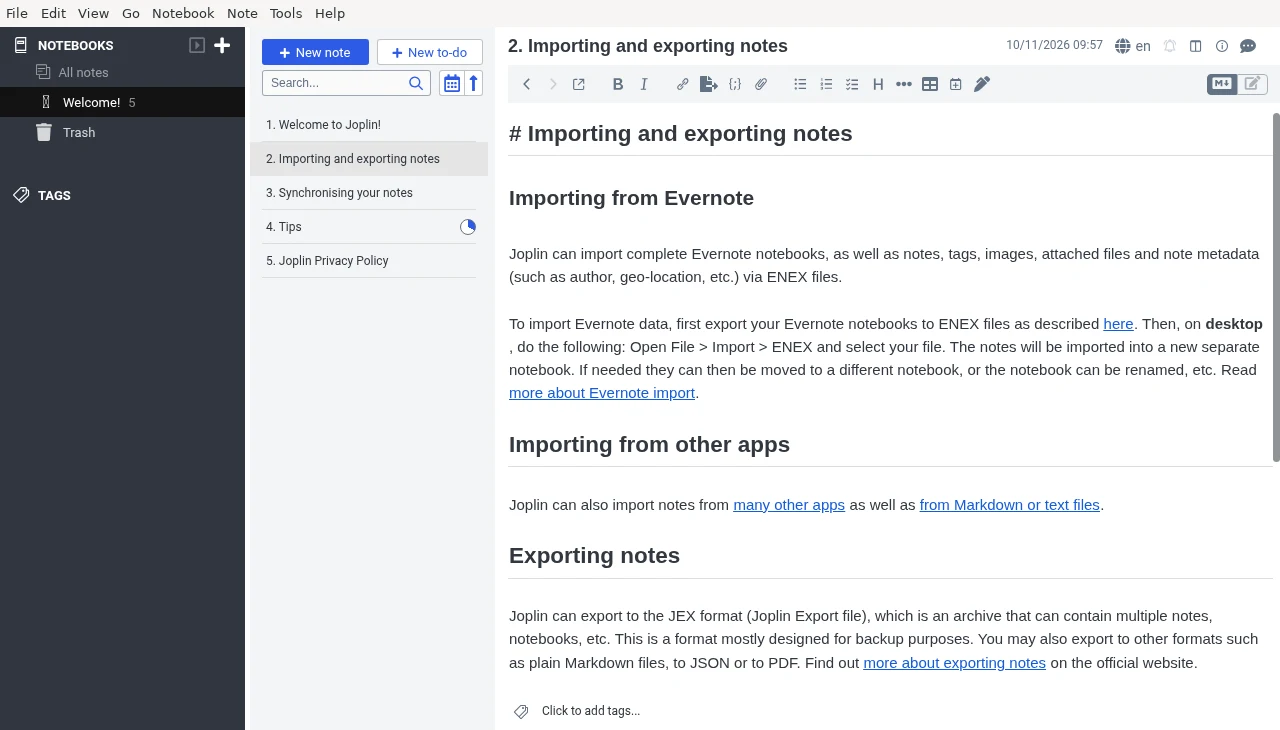 File Edit View Go Notebook Note Tools Help
NOTEBOOKS
All notes
Welcome! 5
Trash
TAGS
New note
New to-do
Search...
1. Welcome to Joplin!
2. Importing and exporting notes
3. Synchronising your notes
4. Tips
5. Joplin Privacy Policy
2. Importing and exporting notes
10/11/2026 09:57
en
B I H
M
# Importing and exporting notes
Importing from Evernote
Joplin can import complete Evernote notebooks, as well as notes, tags, images, attached files and note metadata
(such as author, geo-location, etc.) via ENEX files.
To import Evernote data, first export your Evernote notebooks to ENEX files as described here. Then, on desktop
, do the following: Open File > Import > ENEX and select your file. The notes will be imported into a new separate
notebook. If needed they can then be moved to a different notebook, or the notebook can be renamed, etc. Read
more about Evernote import.
Importing from other apps
Joplin can also import notes from many other apps as well as from Markdown or text files.
Exporting notes
Joplin can export to the JEX format (Joplin Export file), which is an archive that can contain multiple notes,
notebooks, etc. This is a format mostly designed for backup purposes. You may also export to other formats such
as plain Markdown files, to JSON or to PDF. Find out more about exporting notes on the official website.
Click to add tags...